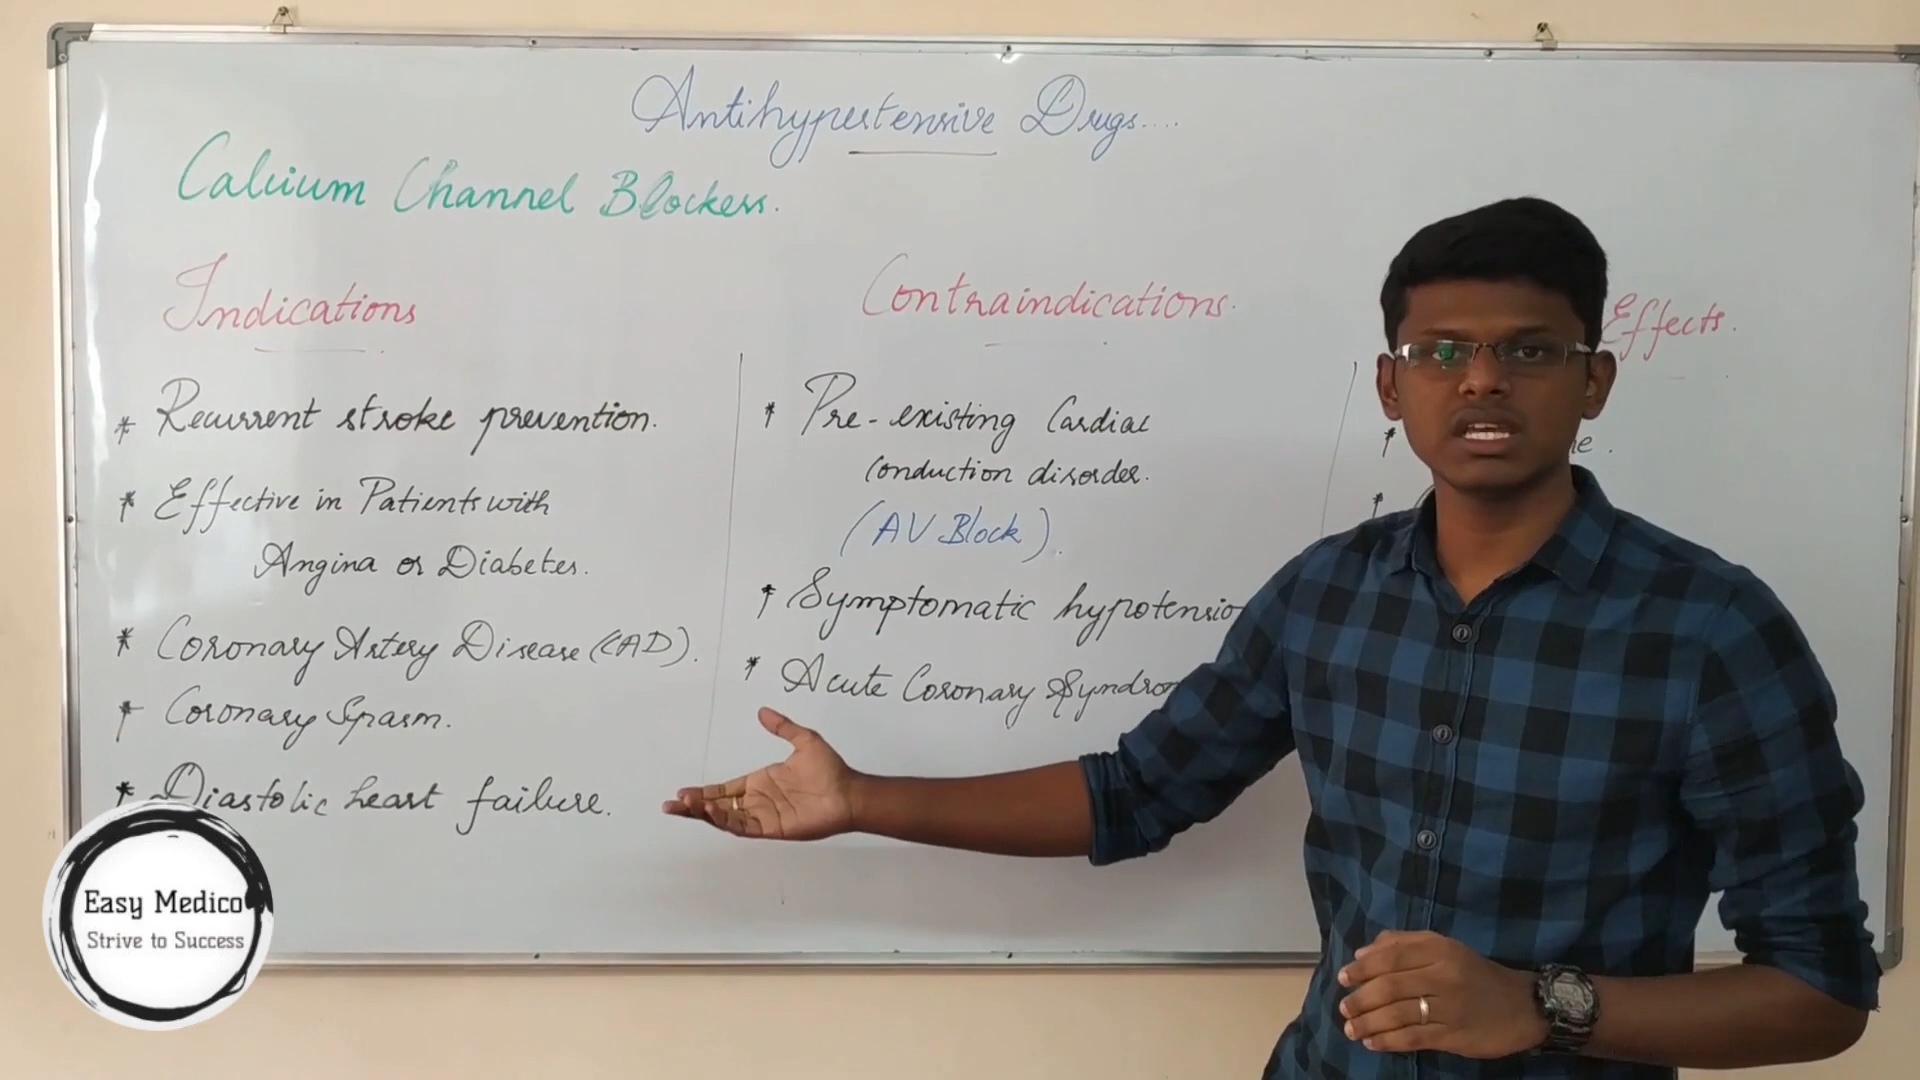 Antihypertensive Drugs....
Calcium Channel Blockers.
Indications
* Recurrent stroke prevention.
* Effective in Patients with
Angina or Diabetes.
* Coronary Artery Disease (CAD).
* Coronary Spasm.
* Diastolic heart failure.
Contraindications.
* Pre-existing Cardiac
Conduction disorder.
(AV Block).
* Symptomatic hypotensio
* Acute Coronary Syndrom
Effects.
*
*
Easy Medico
Strive to Success